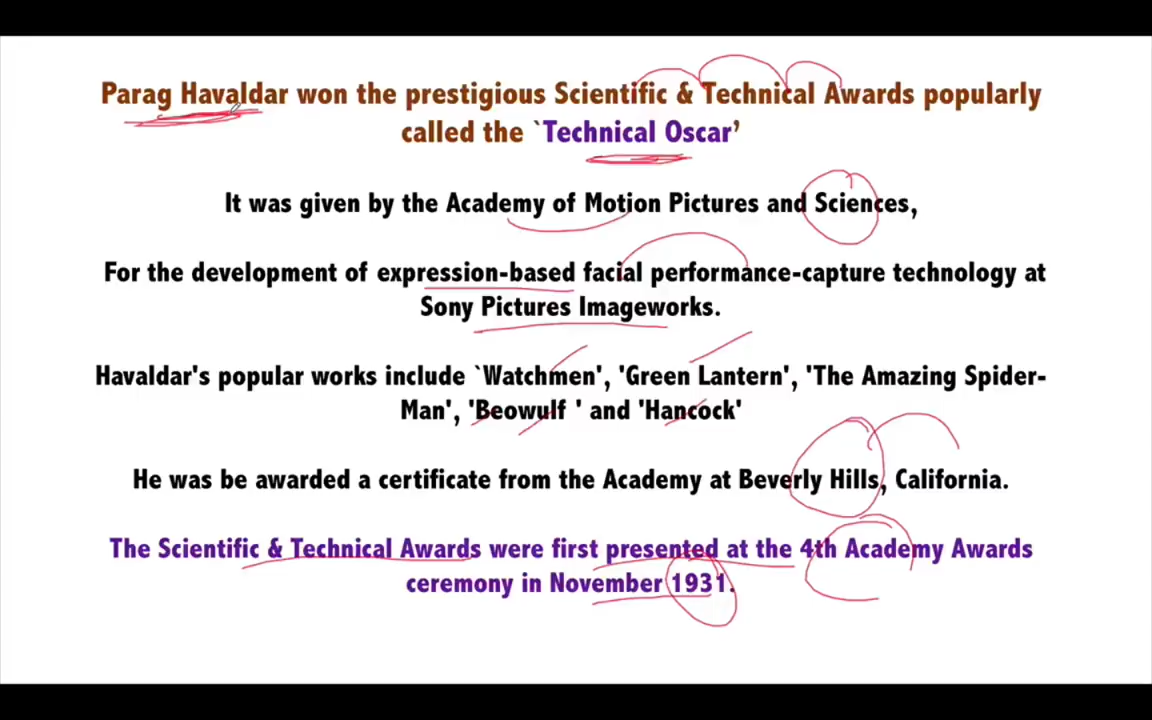 Parag Havaldar won the prestigious Scientific & Technical Awards popularly
called the `Technical Oscar’
It was given by the Academy of Motion Pictures and Sciences,
For the development of expression-based facial performance-capture technology at
Sony Pictures Imageworks.
Havaldar's popular works include `Watchmen', 'Green Lantern', 'The Amazing Spider-
Man', 'Beowulf ' and 'Hancock'
He was be awarded a certificate from the Academy at Beverly Hills, California.
The Scientific & Technical Awards were first presented at the 4th Academy Awards
ceremony in November 1931.